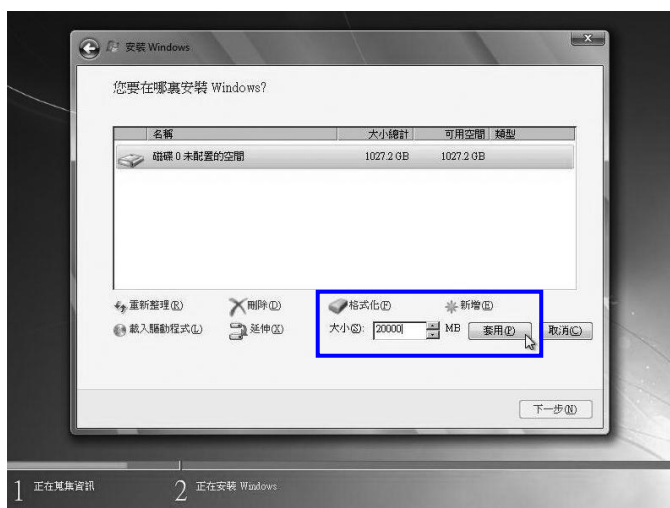 安裝 Windows
您要在哪裏安裝 Windows?
名稱 大小總計 可用空間 類型
磁碟 0 未配置的空間 1027.2 GB 1027.2 GB
重新整理(R) 刪除(D) 格式化(F) 新增(E)
載入驅動程式(L) 延伸(X) 大小(S): 20000 MB 套用(P) 取消(C)
下一步(N)
1 正在蒐集資訊 2 正在安裝 Windows